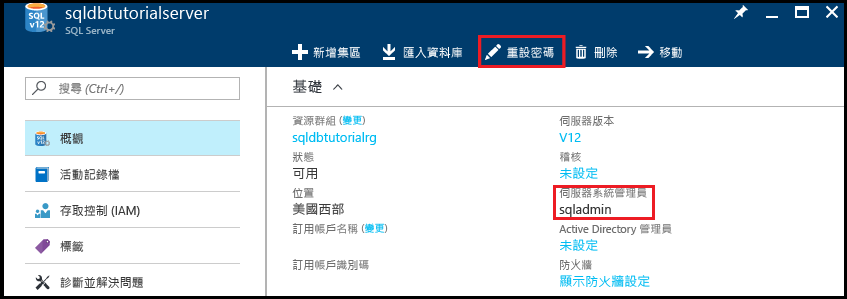 SQL
v12
sqldbtutorialserver
SQL Server
新增集區
匯入資料庫
重設密碼
刪除
移動
搜尋 (Ctrl+/)
概觀
活動記錄檔
存取控制 (IAM)
標籤
診斷並解決問題
基礎
資源群組 (變更)
sqldbtutorialrg
狀態
可用
位置
美國西部
訂用帳戶名稱 (變更)
訂用帳戶識別碼
伺服器版本
V12
稽核
未設定
伺服器系統管理員
sqladmin
Active Directory 管理員
未設定
防火牆
顯示防火牆設定